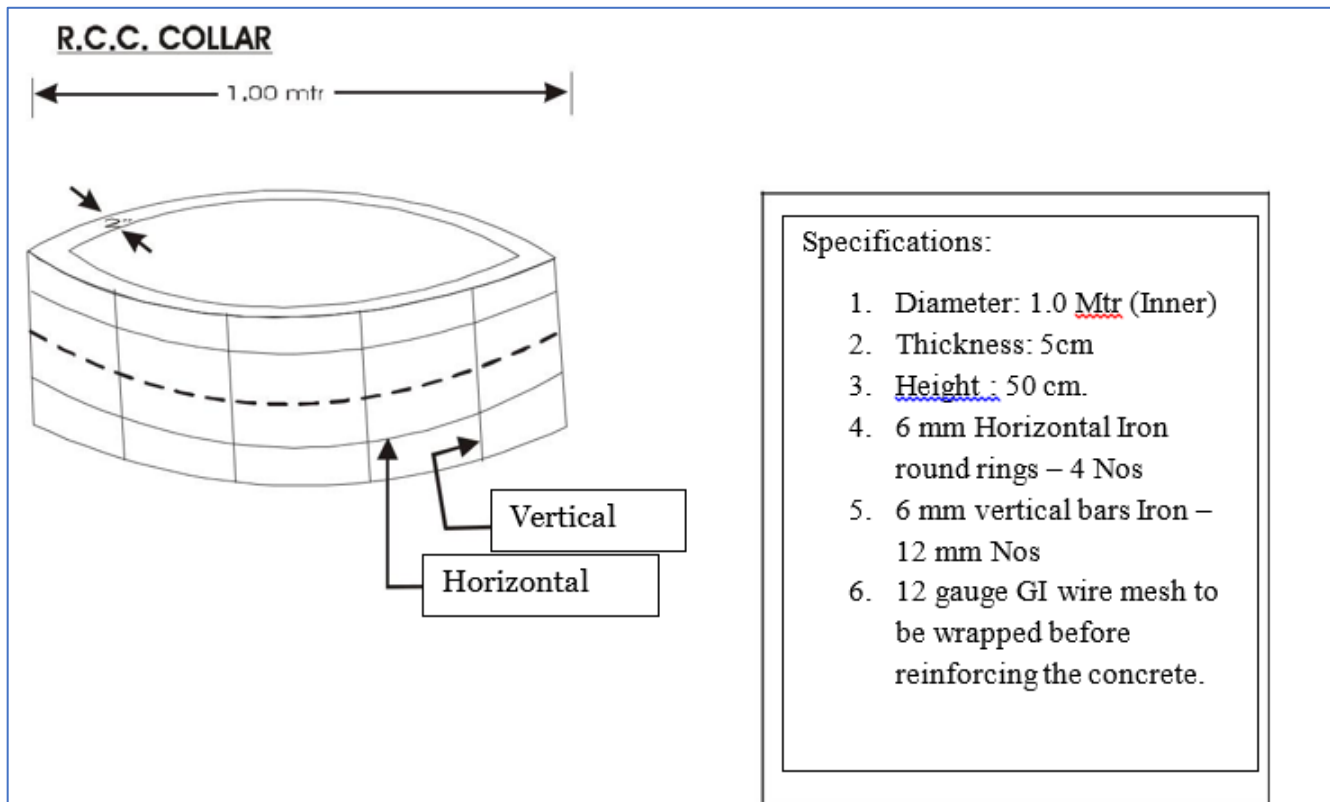 R.C.C. COLLAR
1.00 mtr
2"
Vertical
Horizontal
Specifications:
1. Diameter: 1.0 Mtr (Inner)
2. Thickness: 5cm
3. Height : 50 cm.
4. 6 mm Horizontal Iron
round rings – 4 Nos
5. 6 mm vertical bars Iron –
12 mm Nos
6. 12 gauge GI wire mesh to
be wrapped before
reinforcing the concrete.